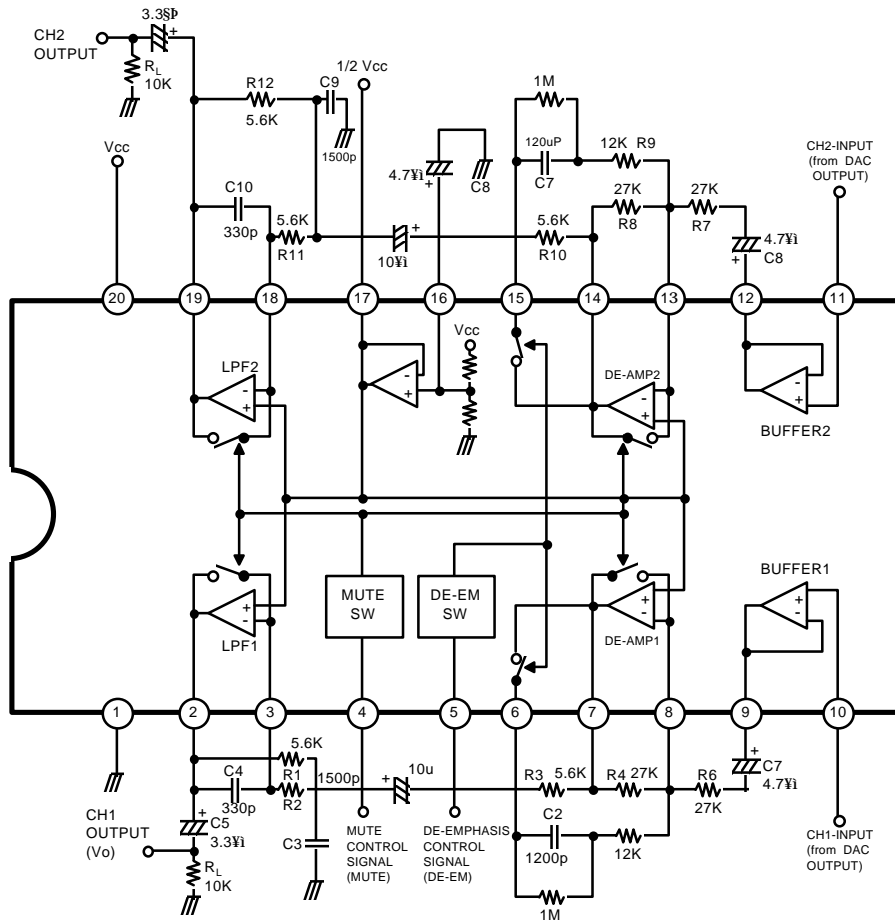 3.3§Þ
+
CH2
OUTPUT
RL
10K
R12
5.6K
C9
1500p
1/2 Vcc
1M
120uP
C7
12K R9
CH2-INPUT
(from DAC
OUTPUT)
Vcc
4.7¥ì
+
C8
C10
330p
5.6K
R11
+
10¥ì
5.6K
R10
27K
R8
27K
R7
4.7¥ì
+
C8
20
19
18
17
16
15
14
13
12
11
LPF2
-
+
-
+
Vcc
DE-AMP2
-
+
-
+
BUFFER2
MUTE
SW
DE-EM
SW
+
-
LPF1
+
-
DE-AMP1
BUFFER1
+
-
1
2
3
4
5
6
7
8
9
10
5.6K
R1
R2
1500p
C4
330p
+
10u
R3
5.6K
R4
27K
R6
27K
+
C7
4.7¥ì
CH1
OUTPUT
(Vo)
+
C5
3.3¥ì
RL
10K
C3
MUTE
CONTROL
SIGNAL
(MUTE)
DE-EMPHASIS
CONTROL
SIGNAL
(DE-EM)
C2
1200p
12K
1M
CH1-INPUT
(from DAC
OUTPUT)